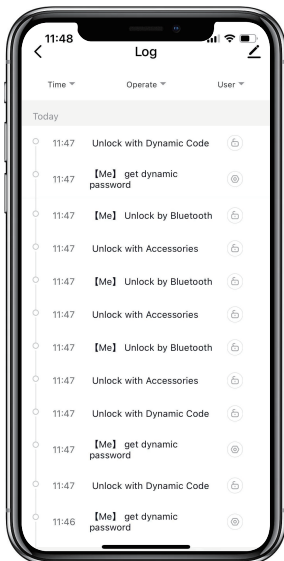 11:48
Log
Time Operate User
Today
11:47 Unlock with Dynamic Code
11:47 【Me】 get dynamic
password
11:47 【Me】 Unlock by Bluetooth
11:47 Unlock with Accessories
11:47 【Me】 Unlock by Bluetooth
11:47 Unlock with Accessories
11:47 【Me】 Unlock by Bluetooth
11:47 Unlock with Accessories
11:47 Unlock with Dynamic Code
11:47 【Me】 get dynamic
password
11:47 Unlock with Dynamic Code
11:46 【Me】 get dynamic
password